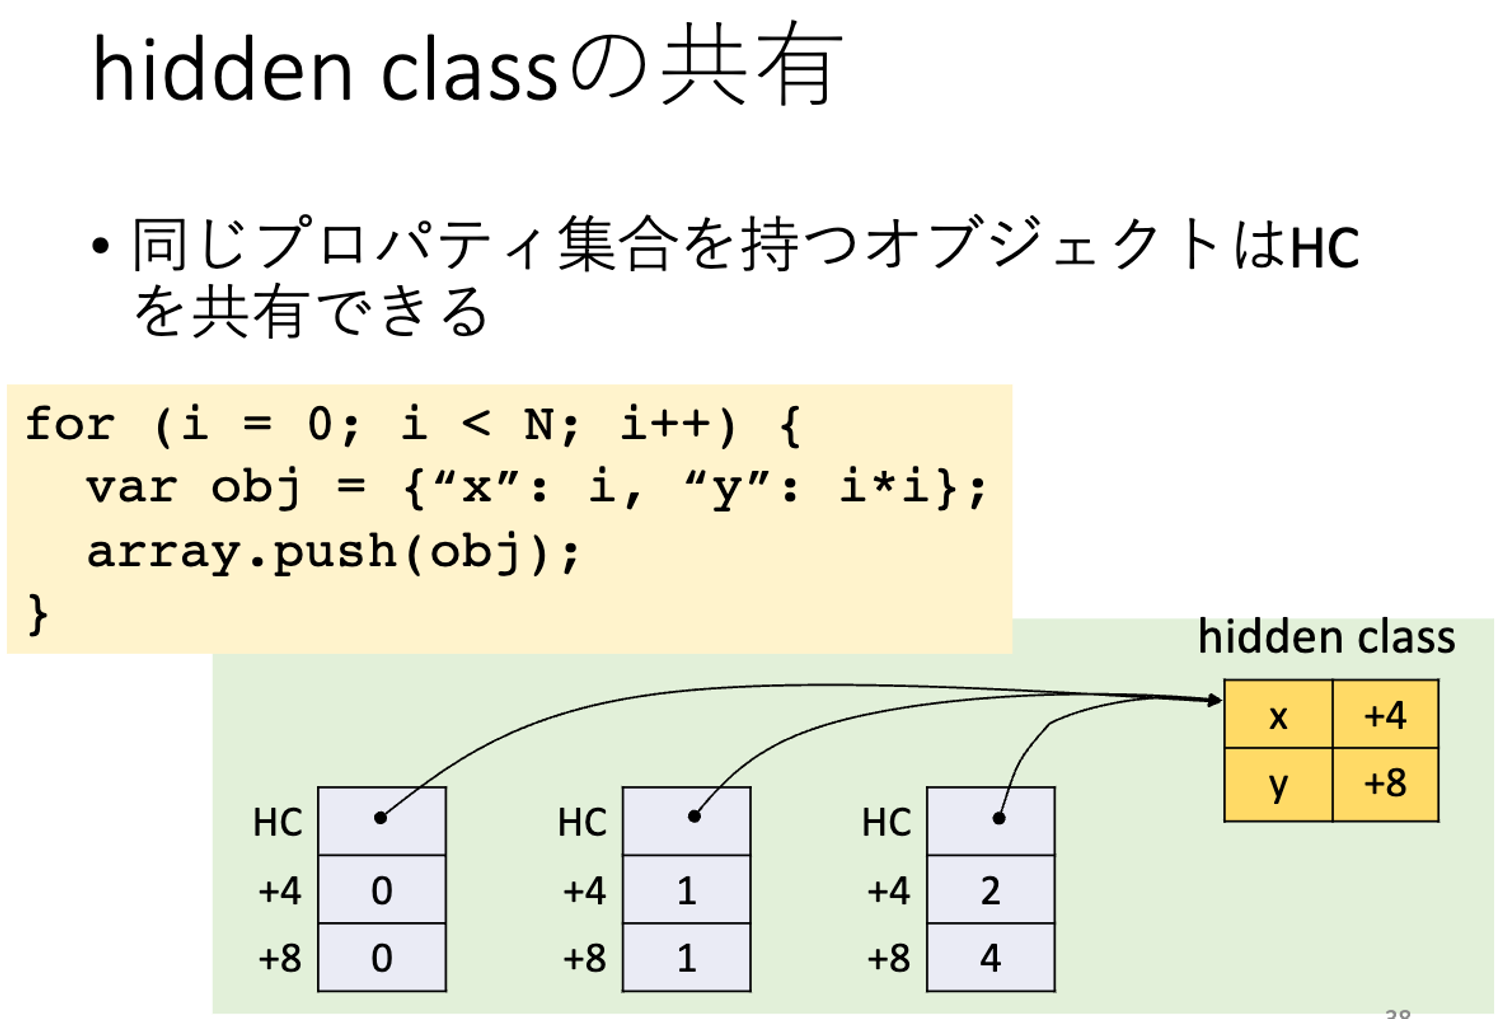 hidden classの共有
• 同じプロパティ集合を持つオブジェクトはHC
を共有できる
for (i = 0; i < N; i++) {
var obj = {“x”: i, “y”: i*i};
array.push(obj);
}
hidden class
x +4
y +8
HC HC HC
+4 0 +4 1 +4 2
+8 0 +8 1 +8 4
38